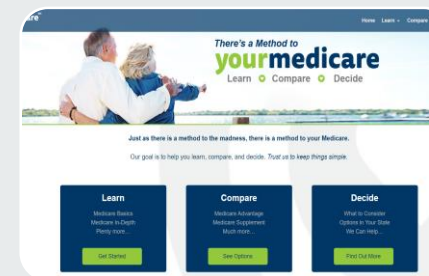 are
Home Learn Compare
There's a Method to
yourmedicare
Learn Compare Decide
Just as there is a method to the madness, there is a method to your Medicare.
Our goal is to help you learn, compare, and decide. Trust us to keep things simple.
Learn
Medicare Basics
Medicare In-Depth
Plenty more...
Get Started
Compare
Medicare Advantage
Medicare Supplement
Much more...
See Options
Decide
What to Consider
Options in Your State
We Can Help...
Find Out More